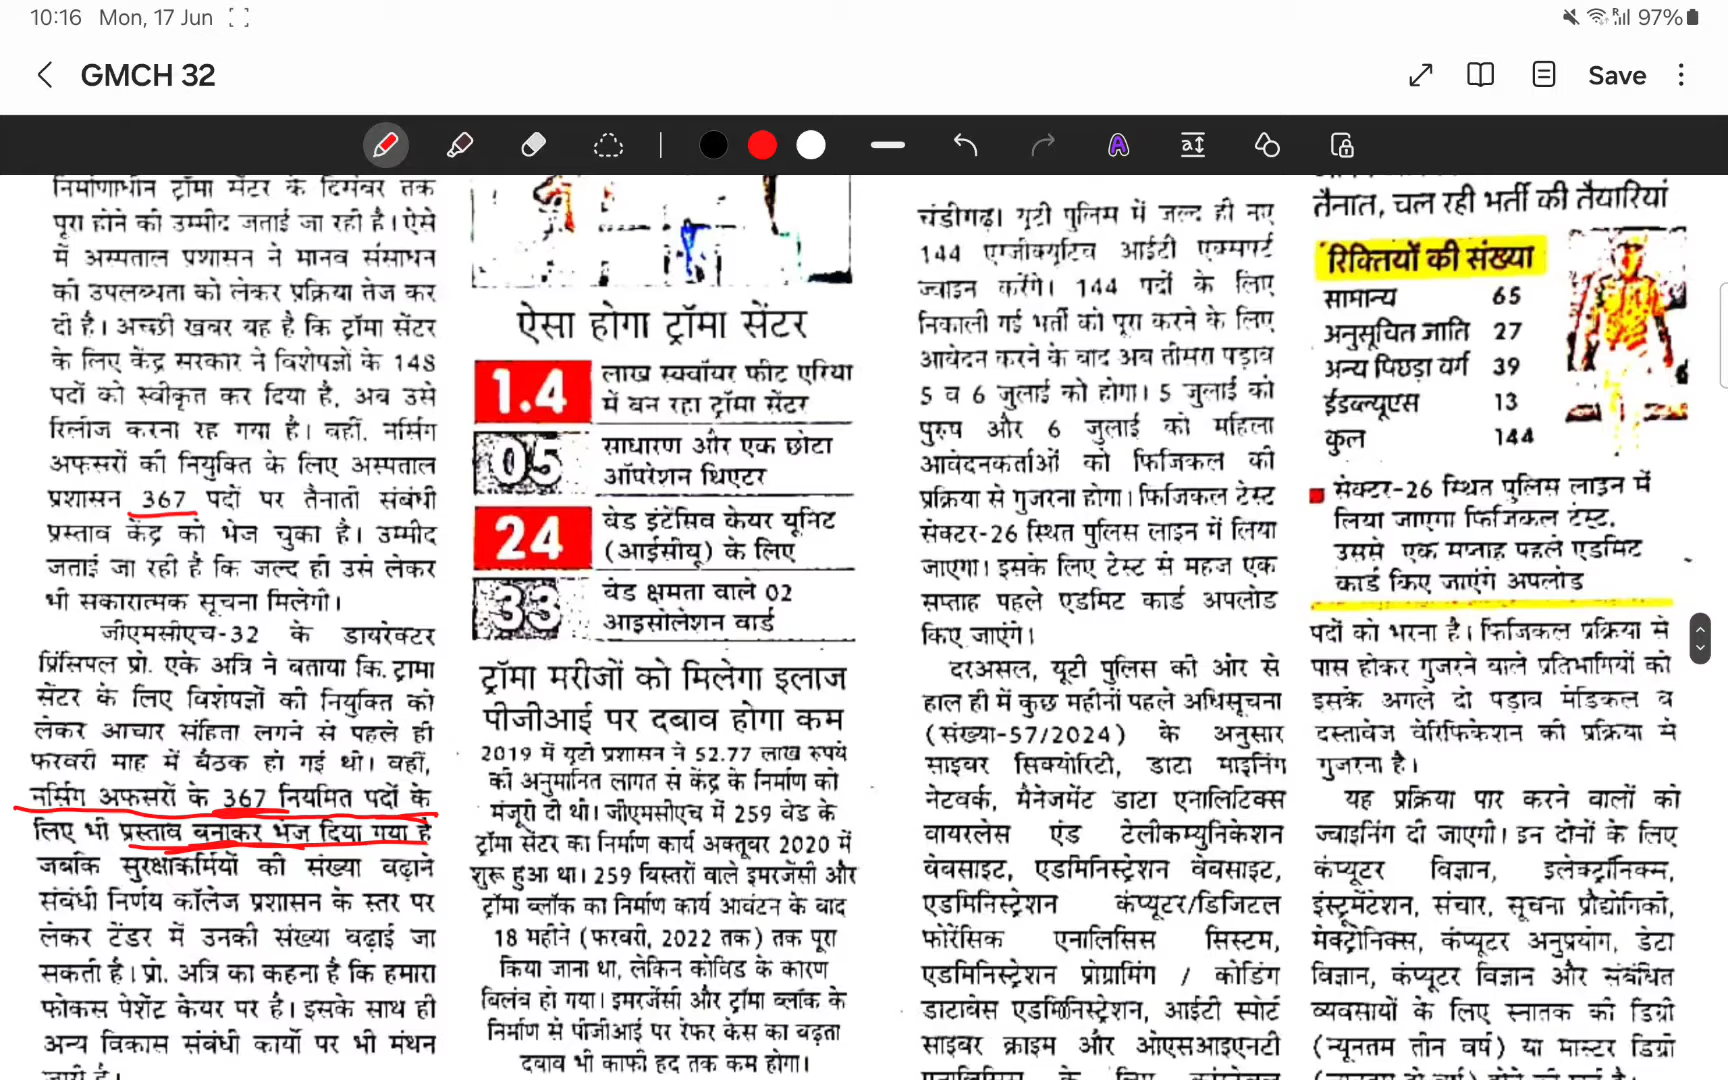 10:16 Mon, 17 Jun
97%
GMCH 32
Save
निर्माणाधीन ट्रॉमा सेंटर के दिसंबर तक
पूरा होने की उम्मीद जताई जा रही है। ऐसे
में अस्पताल प्रशासन ने मानव संसाधन
की उपलब्धता को लेकर प्रक्रिया तेज कर
दी है। अच्छी खबर यह है कि ट्रॉमा सेंटर
के लिए केंद्र सरकार ने विशेषज्ञों के 148
पदों को स्वीकृत कर दिया है, अब उसे
रिलीज करना रह गया है। वहीं, नर्सिंग
अफसरों की नियुक्ति के लिए अस्पताल
प्रशासन 367 पदों पर तैनाती संबंधी
प्रस्ताव केंद्र को भेज चुका है। उम्मीद
जताई जा रही है कि जल्द ही उसे लेकर
भी सकारात्मक सूचना मिलेगी।
जीएमसीएच-32 के डायरेक्टर
प्रिंसिपल प्रो. एके अत्रि ने बताया कि ट्रामा
सेंटर के लिए विशेषज्ञों की नियुक्ति को
लेकर आचार संहिता लगने से पहले ही
फरवरी माह में बैठक हो गई थी। वहीं,
नर्सिंग अफसरों के 367 नियमित पदों के
लिए भी प्रस्ताव बनाकर भेज दिया गया है
जबकि सुरक्षाकर्मियों की संख्या बढ़ाने
संबंधी निर्णय कॉलेज प्रशासन के स्तर पर
लेकर टेंडर में उनकी संख्या बढ़ाई जा
सकती है। प्रो. अत्रि का कहना है कि हमारा
फोकस पेशेंट केयर पर है। इसके साथ ही
अन्य विकास संबंधी कार्यों पर भी मंथन
जारी है।
ऐसा होगा ट्रॉमा सेंटर
1.4 लाख स्क्वॉयर फीट एरिया
में बन रहा ट्रॉमा सेंटर
05 साधारण और एक छोटा
ऑपरेशन थिएटर
24 बेड इंटेंसिव केयर यूनिट
(आईसीयू) के लिए
33 बेड क्षमता वाले 02
आइसोलेशन वार्ड
ट्रॉमा मरीजों को मिलेगा इलाज
पीजीआई पर दबाव होगा कम
2019 में यूटी प्रशासन ने 52.77 लाख रुपये
की अनुमानित लागत से केंद्र के निर्माण को
मंजूरी दी थी। जीएमसीएच में 259 बेड के
ट्रॉमा सेंटर का निर्माण कार्य अक्तूबर 2020 में
शुरू हुआ था। 259 बिस्तरों वाले इमरजेंसी और
ट्रॉमा ब्लॉक का निर्माण कार्य आवंटन के बाद
18 महीने (फरवरी, 2022 तक) तक पूरा
किया जाना था, लेकिन कोविड के कारण
विलंब हो गया। इमरजेंसी और ट्रॉमा ब्लॉक के
निर्माण से पीजीआई पर रेफर केस का बढ़ता
दबाव भी काफी हद तक कम होगा।
चंडीगढ़। यूटी पुलिस में जल्द ही नए
144 एग्जीक्यूटिव आईटी एक्सपर्ट
ज्वाइन करेंगे। 144 पदों के लिए
निकाली गई भर्ती को पूरा करने के लिए
आवेदन करने के बाद अब तीसरा पड़ाव
5 व 6 जुलाई को होगा। 5 जुलाई को
पुरुष और 6 जुलाई को महिला
आवेदनकर्ताओं को फिजिकल की
प्रक्रिया से गुजरना होगा। फिजिकल टेस्ट
सेक्टर-26 स्थित पुलिस लाइन में लिया
जाएगा। इसके लिए टेस्ट से महज एक
सप्ताह पहले एडमिट कार्ड अपलोड
किए जाएंगे।
दरअसल, यूटी पुलिस की ओर से
हाल ही में कुछ महीनों पहले अधिसूचना
(संख्या-57/2024) के अनुसार
साइबर सिक्योरिटी, डाटा माइनिंग
नेटवर्क, मैनेजमेंट डाटा एनालिटिक्स
वायरलेस एंड टेलीकम्युनिकेशन
वेबसाइट, एडमिनिस्ट्रेशन वेबसाइट,
एडमिनिस्ट्रेशन कंप्यूटर/डिजिटल
फोरेंसिक एनालिसिस सिस्टम,
एडमिनिस्ट्रेशन प्रोग्रामिंग / कोडिंग
डाटाबेस एडमिनिस्ट्रेशन, आईटी स्पोर्ट
साइबर क्राइम और ओएसआइएनटी
एनालिसिस के लिए कांस्टेबल
तैनात, चल रही भर्ती की तैयारियां
रिक्तियों की संख्या
सामान्य 65
अनुसूचित जाति 27
अन्य पिछड़ा वर्ग 39
ईडब्ल्यूएस 13
कुल 144
सेक्टर-26 स्थित पुलिस लाइन में
लिया जाएगा फिजिकल टेस्ट.
उससे एक सप्ताह पहले एडमिट
कार्ड किए जाएंगे अपलोड
पदों को भरना है। फिजिकल प्रक्रिया से
पास होकर गुजरने वाले प्रतिभागियों को
इसके अगले दो पड़ाव मेडिकल व
दस्तावेज वेरिफिकेशन की प्रक्रिया से
गुजरना है।
यह प्रक्रिया पार करने वालों को
ज्वाइनिंग दी जाएगी। इन दोनों के लिए
कंप्यूटर विज्ञान, इलेक्ट्रॉनिक्स,
इंस्ट्रूमेंटेशन, संचार, सूचना प्रौद्योगिकी,
मेक्ट्रोनिक्स, कंप्यूटर अनुप्रयोग, डेटा
विज्ञान, कंप्यूटर विज्ञान और संबंधित
व्यवसायों के लिए स्नातक की डिग्री
(न्यूनतम तीन वर्ष) या मास्टर डिग्री